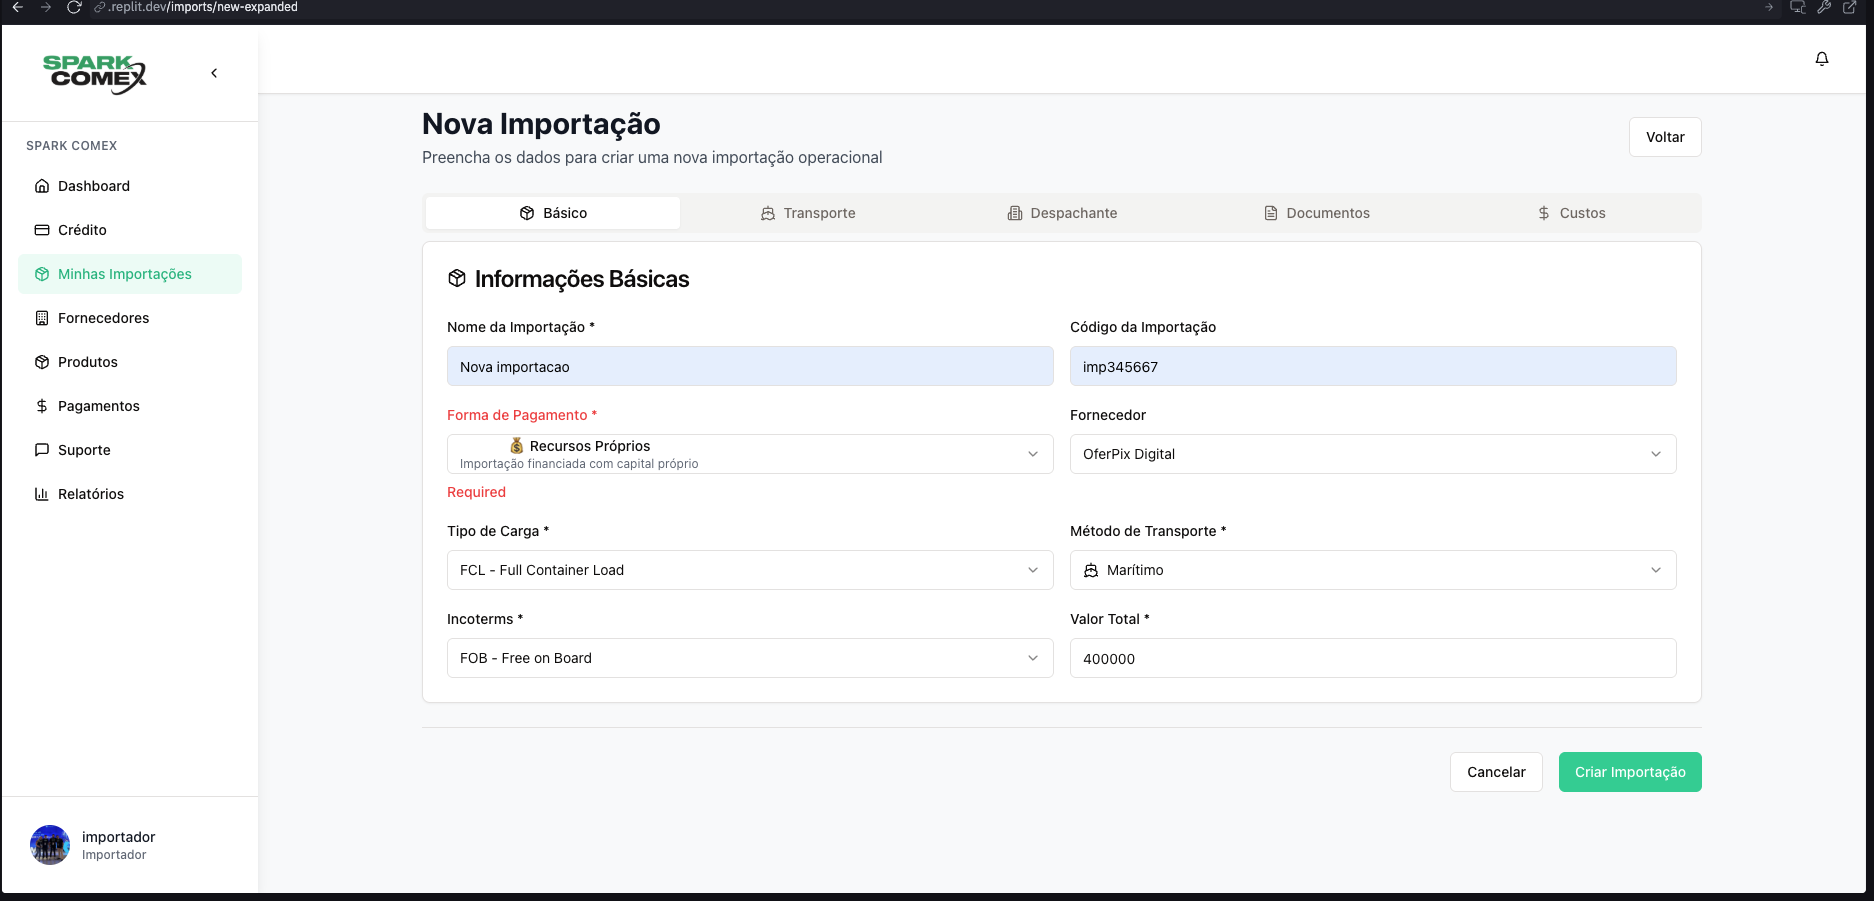 .replit.dev/imports/new-expanded
SPARK
COMEX
SPARK COMEX
Dashboard
Crédito
Minhas Importações
Fornecedores
Produtos
Pagamentos
Suporte
Relatórios
importador
Importador
Nova Importação
Preencha os dados para criar uma nova importação operacional
Voltar
Básico
Transporte
Despachante
Documentos
Custos
Informações Básicas
Nome da Importação *
Nova importacao
Código da Importação
imp345667
Forma de Pagamento *
💰 Recursos Próprios
Importação financiada com capital próprio
Required
Fornecedor
OferPix Digital
Tipo de Carga *
FCL - Full Container Load
Método de Transporte *
Marítimo
Incoterms *
FOB - Free on Board
Valor Total *
400000
Cancelar
Criar Importação